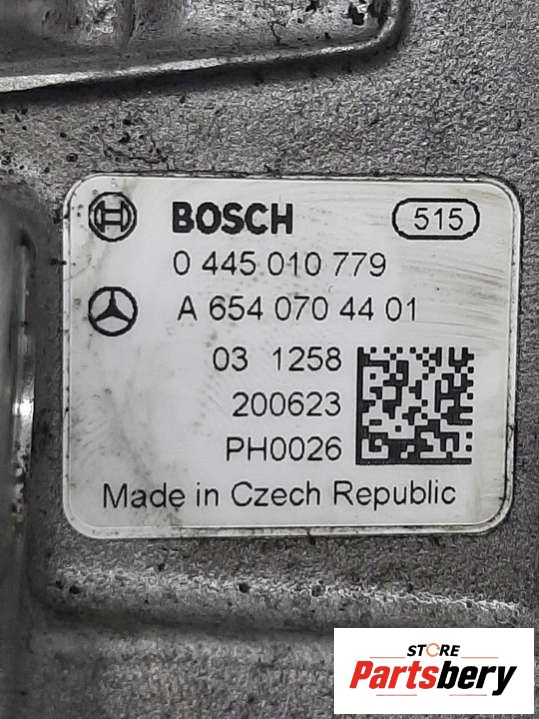 BOSCH 515
0 445 010 779
A 654 070 44 01
03 1258
200623
PH0026
Made in Czech Republic
STORE
Partsbery